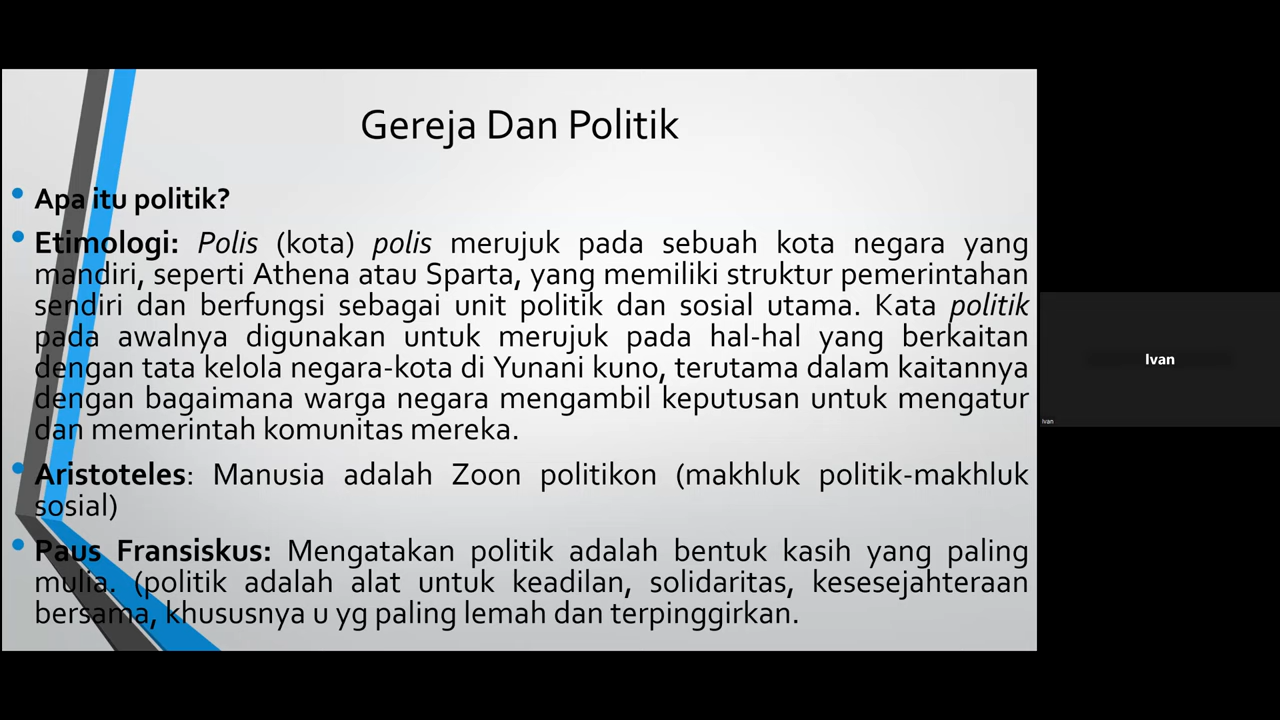 Gereja Dan Politik
Apa itu politik?
Etimologi: Polis (kota) polis merujuk pada sebuah kota negara yang
mandiri, seperti Athena atau Sparta, yang memiliki struktur pemerintahan
sendiri dan berfungsi sebagai unit politik dan sosial utama. Kata politik
pada awalnya digunakan untuk merujuk pada hal-hal yang berkaitan
dengan tata kelola negara-kota di Yunani kuno, terutama dalam kaitannya
dengan bagaimana warga negara mengambil keputusan untuk mengatur
dan memerintah komunitas mereka.
Aristoteles: Manusia adalah Zoon politikon (makhluk politik-makhluk
sosial)
Paus Fransiskus: Mengatakan politik adalah bentuk kasih yang paling
mulia. (politik adalah alat untuk keadilan, solidaritas, kesesejahteraan
bersama, khususnya u yg paling lemah dan terpinggirkan.
Ivan
Ivan